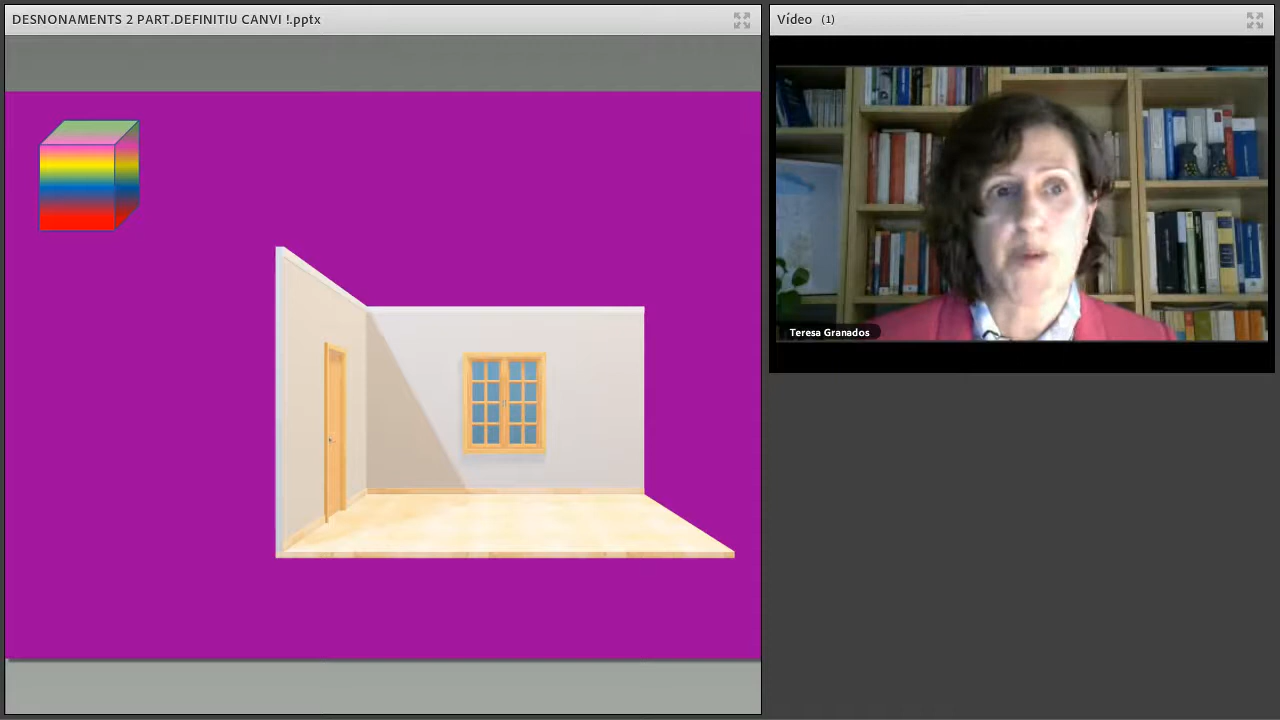 DESNONAMENTS 2 PART.DEFINITIU CANVI !.pptx
Vídeo (1)
Teresa Granados